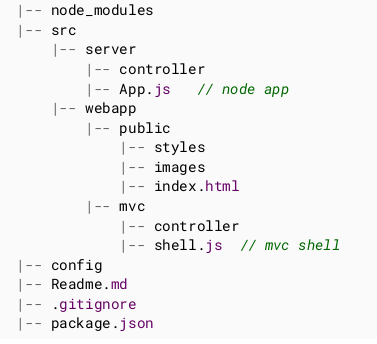 |-- node_modules
|-- src
    |-- server
        |-- controller
        |-- App.js   // node app
    |-- webapp
        |-- public
            |-- styles
            |-- images
            |-- index.html
        |-- mvc
            |-- controller
            |-- shell.js  // mvc shell
|-- config
|-- Readme.md
|-- .gitignore
|-- package.json